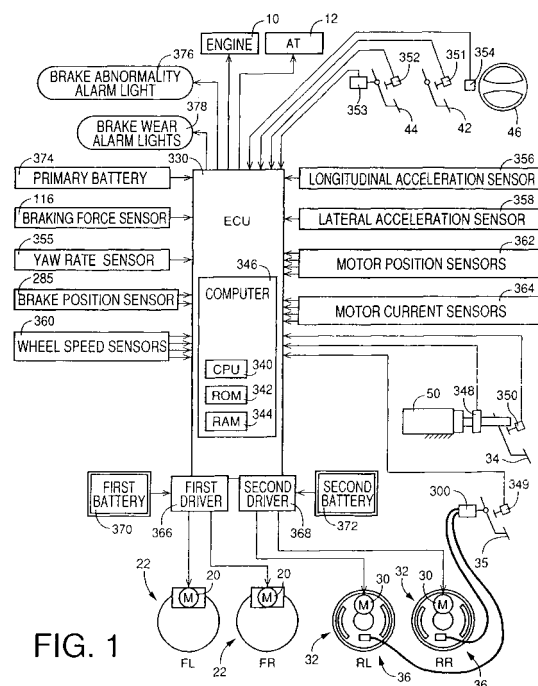 10
12
ENGINE
AT
376
BRAKE ABNORMALITY
ALARM LIGHT
378
BRAKE WEAR
ALARM LIGHTS
352
351
354
353
44
42
46
374
330
356
PRIMARY BATTERY
LONGITUDINAL ACCELERATION SENSOR
116
ECU
358
BRAKING FORCE SENSOR
LATERAL ACCELERATION SENSOR
355
362
YAW RATE SENSOR
346
MOTOR POSITION SENSORS
285
BRAKE POSITION SENSOR
COMPUTER
364
360
MOTOR CURRENT SENSORS
WHEEL SPEED SENSORS
CPU
340
ROM
342
RAM
344
50
348
350
34
FIRST
BATTERY
FIRST
DRIVER
SECOND
DRIVER
SECOND
BATTERY
370
366
368
372
300
349
35
22
20
20
30
32
30
M
M
M
M
22
32
FIG. 1
FL
FR
RL
36
RR
36